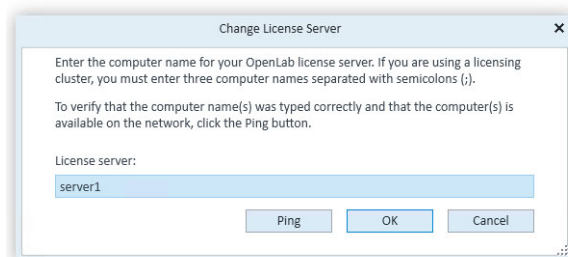 Change License Server
Enter the computer name for your OpenLab license server. If you are using a licensing
cluster, you must enter three computer names separated with semicolons (;).
To verify that the computer name(s) was typed correctly and that the computer(s) is
available on the network, click the Ping button.
License server:
server1
Ping OK Cancel